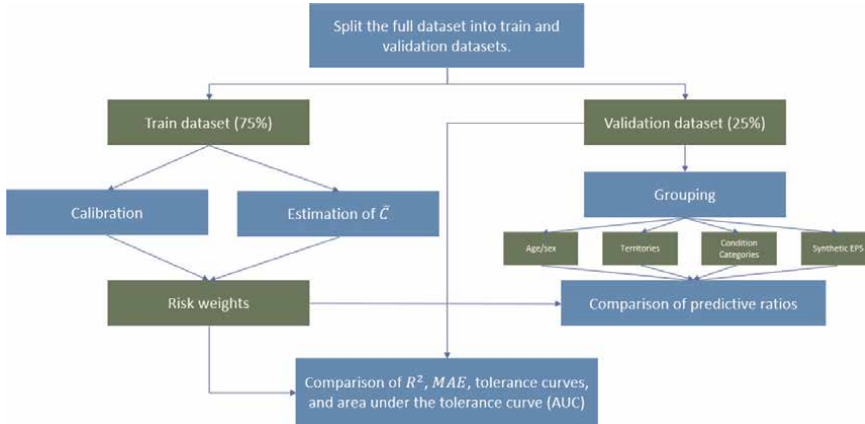 Split the full dataset into train and
validation datasets.
Train dataset (75%)
Validation dataset (25%)
Calibration
Estimation of C̄
Grouping
Age/sex
Territories
Condition
Categories
Synthetic EPS
Risk weights
Comparison of predictive ratios
Comparison of R², MAE, tolerance curves,
and area under the tolerance curve (AUC)